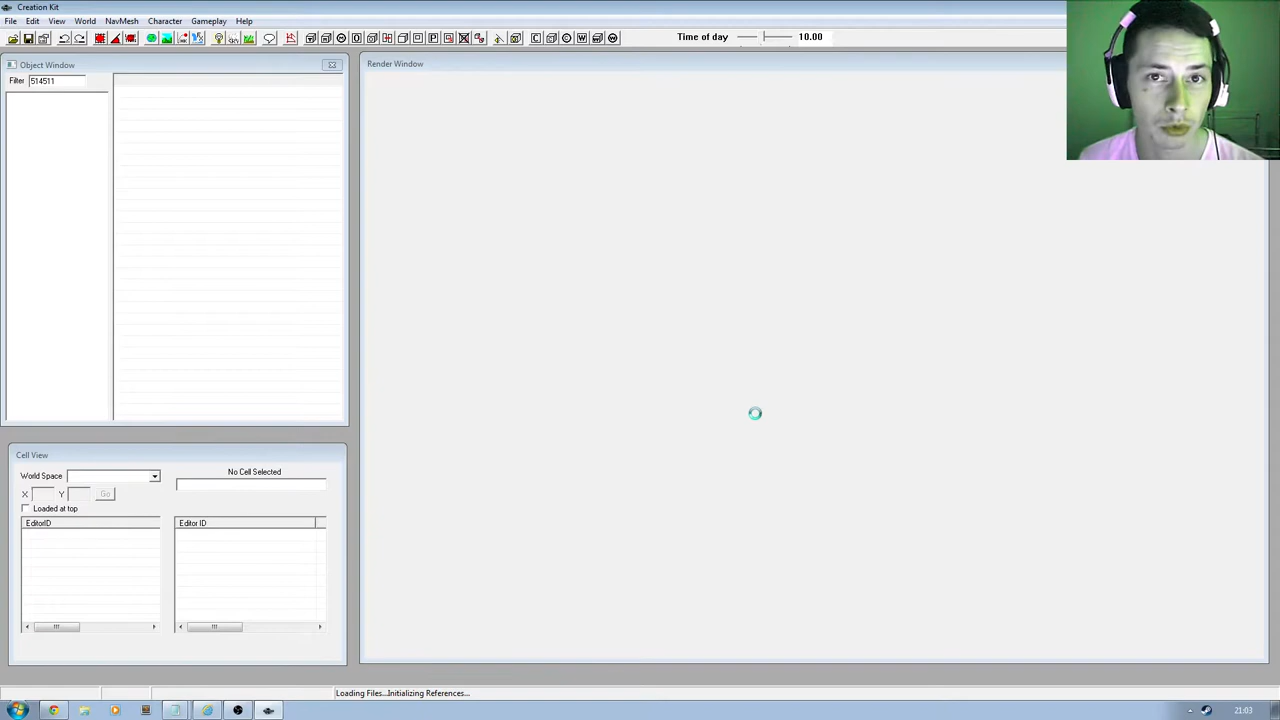 Creation Kit
File Edit View World NavMesh Character Gameplay Help
Time of day 10.00
Object Window
Render Window
Filter 514511
Cell View
World Space
No Cell Selected
X Y Go
Loaded at top
EditorID
Editor ID
Loading Files...Initializing References...
21:03